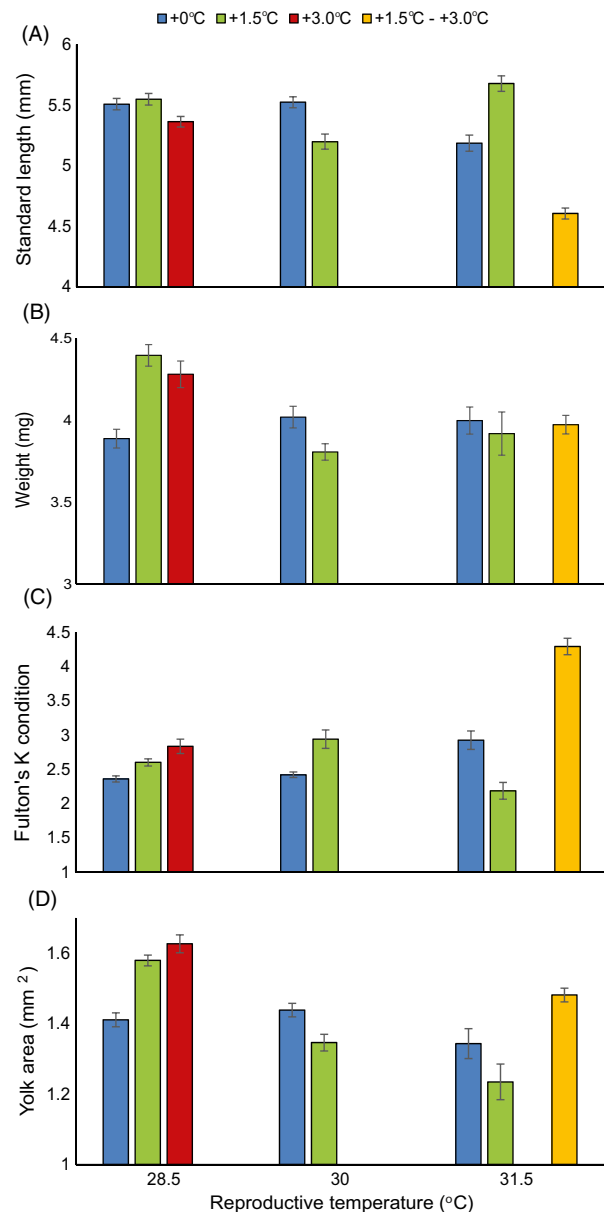 +0°C +1.5°C +3.0°C +1.5°C - +3.0°C
(A)
Standard length (mm)
6
5.5
5
4.5
4
(B)
Weight (mg)
4.5
4
3.5
3
(C)
Fulton's K condition
4.5
4
3.5
3
2.5
2
1.5
1
(D)
Yolk area (mm 2)
1.6
1.4
1.2
1
28.5 30 31.5
Reproductive temperature (°C)